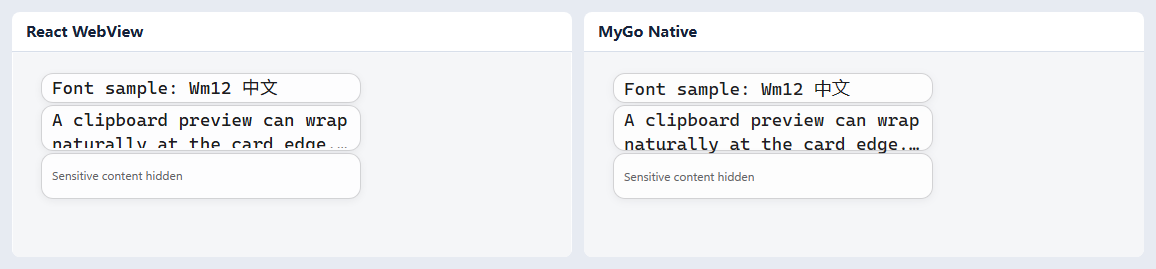 React WebView
Font sample: Wm12 中文
A clipboard preview can wrap
naturally at the card edge.…
Sensitive content hidden
MyGo Native
Font sample: Wm12 中文
A clipboard preview can wrap
naturally at the card edge.…
Sensitive content hidden